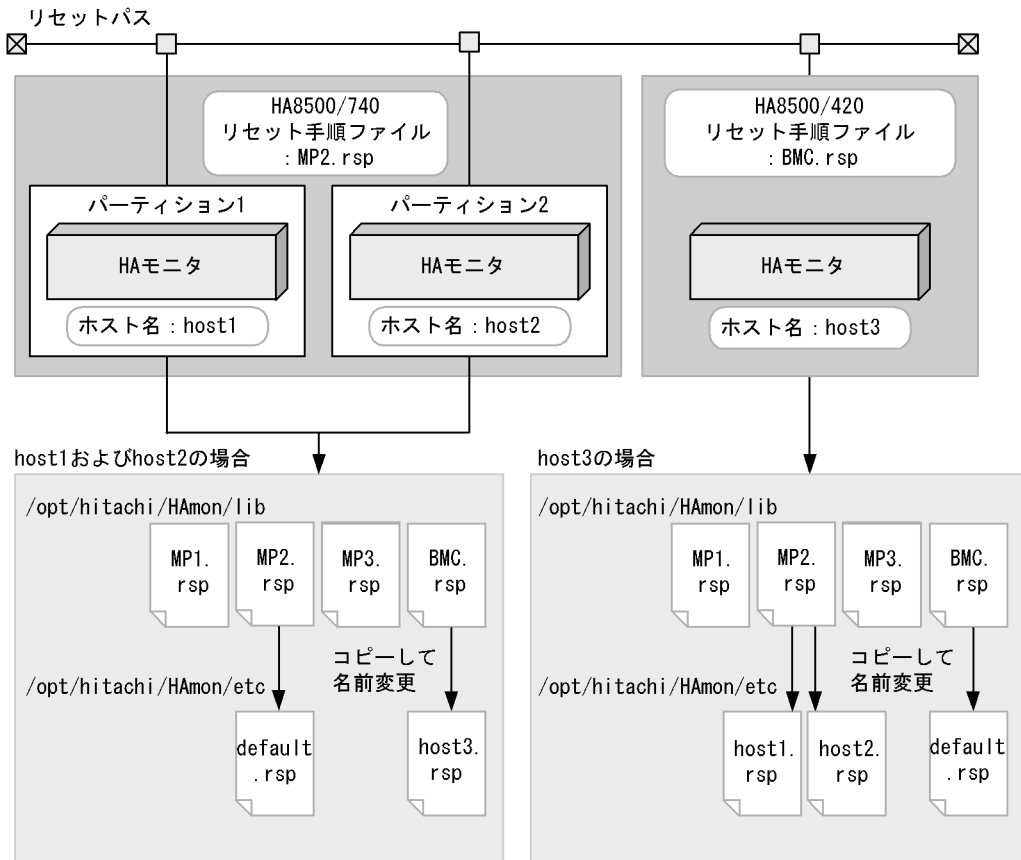 リセットパス
HA8500/740
リセット手順ファイル
：MP2.rsp
HA8500/420
リセット手順ファイル
：BMC.rsp
パーティション1
パーティション2
HAモニタ
HAモニタ
HAモニタ
ホスト名：host1
ホスト名：host2
ホスト名：host3
host1およびhost2の場合
/opt/hitachi/HAmon/lib
MP1.
rsp
MP2.
rsp
MP3.
rsp
BMC.
rsp
コピーして
名前変更
/opt/hitachi/HAmon/etc
default
.rsp
host3.
rsp
host3の場合
/opt/hitachi/HAmon/lib
MP1.
rsp
MP2.
rsp
MP3.
rsp
BMC.
rsp
コピーして
名前変更
/opt/hitachi/HAmon/etc
host1.
rsp
host2.
rsp
default
.rsp